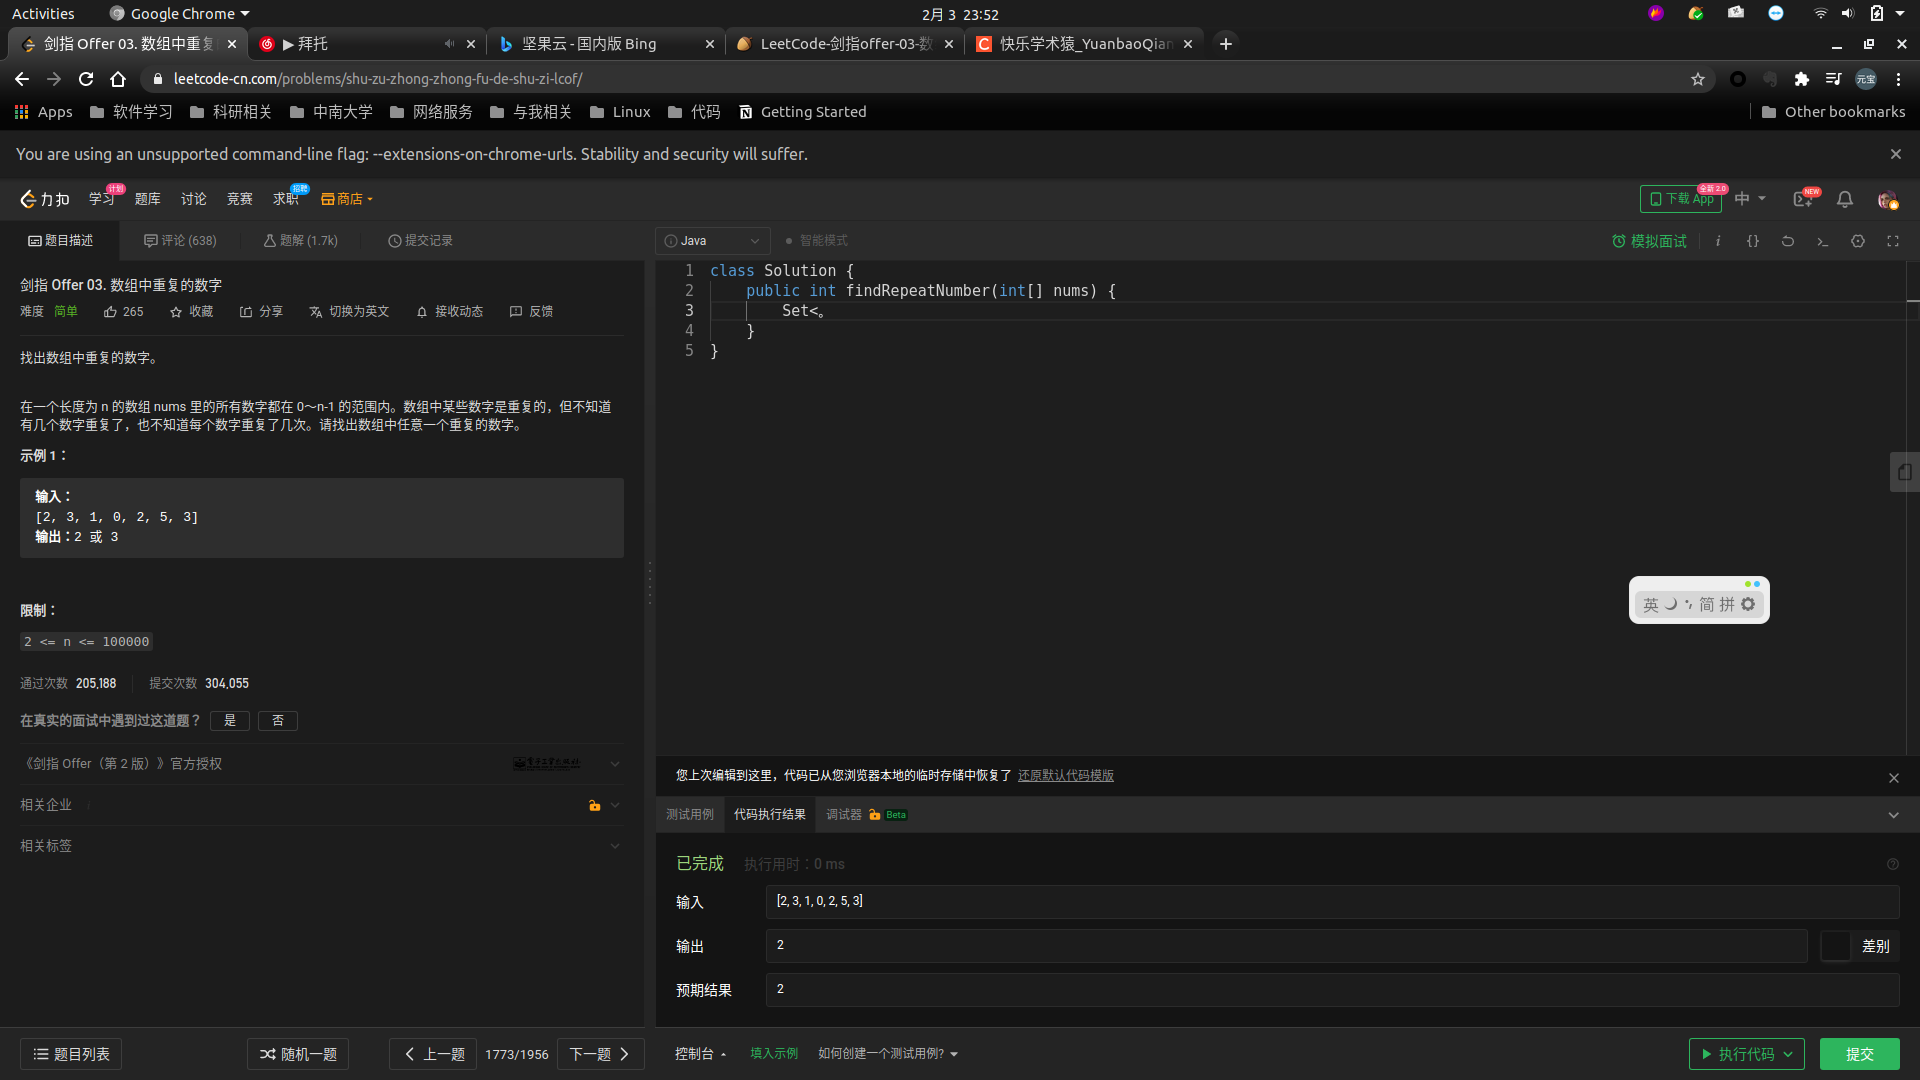 Activities
Google Chrome
2月 3 23:52
剑指 Offer 03. 数组中重复
▶ 拜托
坚果云 - 国内版 Bing
LeetCode-剑指offer-03-数
快乐学术猿_YuanbaoQian
leetcode-cn.com/problems/shu-zu-zhong-zhong-fu-de-shu-zi-lcof/
元宝
Apps
软件学习
科研相关
中南大学
网络服务
与我相关
Linux
代码
Getting Started
Other bookmarks
You are using an unsupported command-line flag: --extensions-on-chrome-urls. Stability and security will suffer.
力扣
学习
计划
题库
讨论
竞赛
求职
招聘
商店
下载 App
全新 2.0
中
NEW
题目描述
评论 (638)
题解 (1.7k)
提交记录
Java
智能模式
模拟面试
剑指 Offer 03. 数组中重复的数字
难度 简单 265 收藏 分享 切换为英文 接收动态 反馈
找出数组中重复的数字。
在一个长度为 n 的数组 nums 里的所有数字都在 0～n-1 的范围内。数组中某些数字是重复的，但不知道
有几个数字重复了，也不知道每个数字重复了几次。请找出数组中任意一个重复的数字。
示例 1：
输入：
[2, 3, 1, 0, 2, 5, 3]
输出：2 或 3
限制：
2 <= n <= 100000
通过次数 205,188 提交次数 304,055
在真实的面试中遇到过这道题？ 是 否
《剑指 Offer（第 2 版）》官方授权
相关企业
相关标签
1 class Solution {
2 public int findRepeatNumber(int[] nums) {
3 Set<。
4 }
5 }
英 简 拼
您上次编辑到这里，代码已从您浏览器本地的临时存储中恢复了 还原默认代码模版
测试用例
代码执行结果
调试器
Beta
已完成 执行用时：0 ms
输入
[2, 3, 1, 0, 2, 5, 3]
输出
2
差别
预期结果
2
题目列表
随机一题
上一题
1773/1956
下一题
控制台
填入示例
如何创建一个测试用例?
执行代码
提交